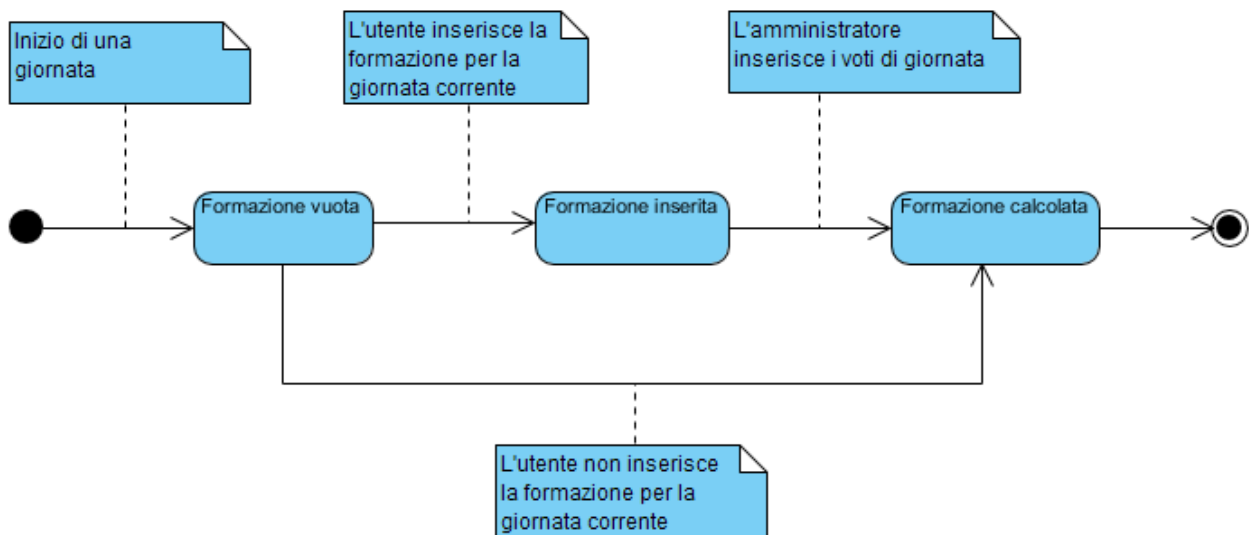 Inizio di una
giornata
L'utente inserisce la
formazione per la
giornata corrente
L'amministratore
inserisce i voti di giornata
Formazione vuota
Formazione inserita
Formazione calcolata
L'utente non inserisce
la formazione per la
giornata corrente